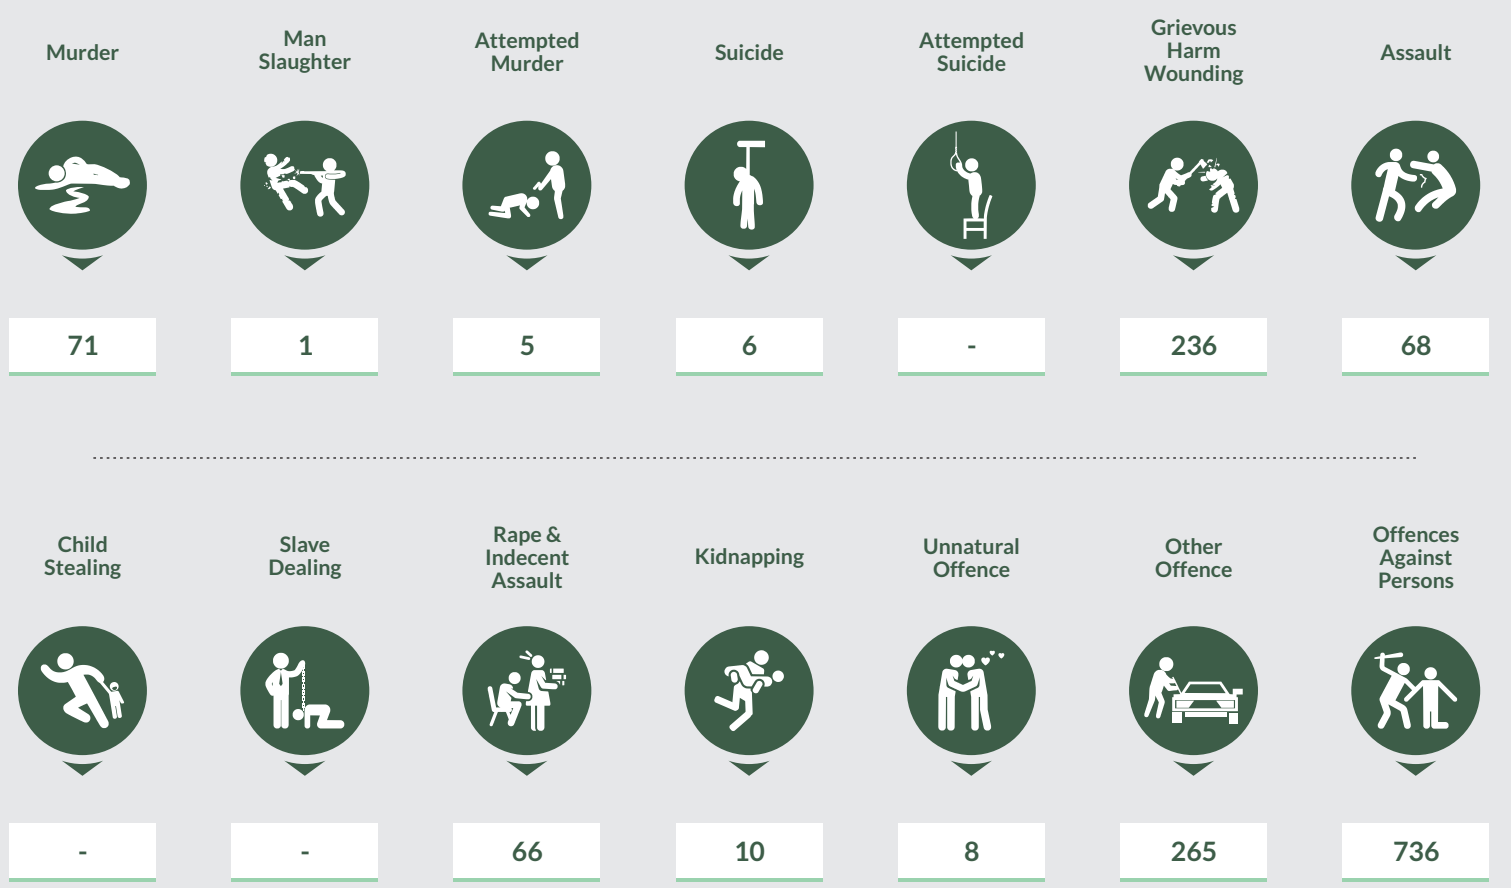 Murder
Man
Slaughter
Attempted
Murder
Suicide
Attempted
Suicide
Grievous
Harm
Wounding
Assault
71
1
5
6
-
236
68
Child
Stealing
Slave
Dealing
Rape &
Indecent
Assault
Kidnapping
Unnatural
Offence
Other
Offence
Offences
Against
Persons
-
-
66
10
8
265
736